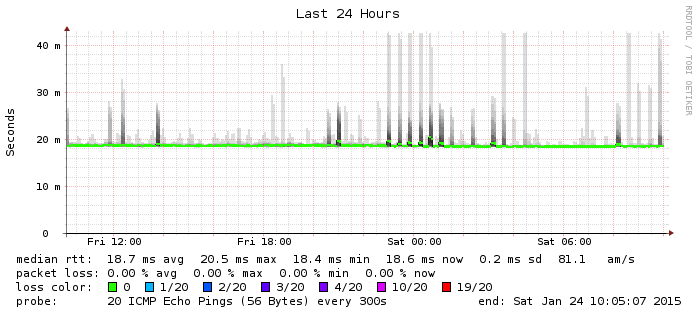 Last 24 Hours
RRDTOOL / TOBI OETIKER
Seconds
40 m
30 m
20 m
10 m
0
Fri 12:00 Fri 18:00 Sat 00:00 Sat 06:00
median rtt: 18.7 ms avg 20.5 ms max 18.4 ms min 18.6 ms now 0.2 ms sd 81.1 am/s
packet loss: 0.00 % avg 0.00 % max 0.00 % min 0.00 % now
loss color: 0 1/20 2/20 3/20 4/20 10/20 19/20
probe: 20 ICMP Echo Pings (56 Bytes) every 300s end: Sat Jan 24 10:05:07 2015